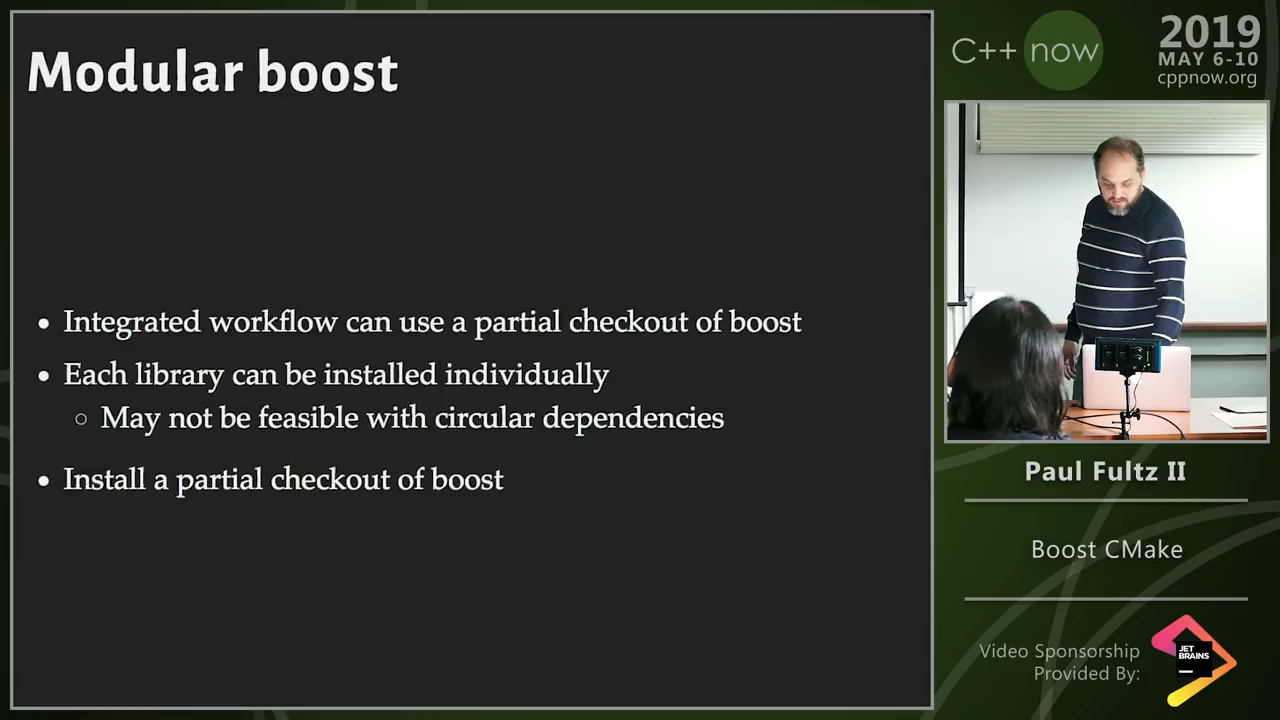 Modular boost
• Integrated workflow can use a partial checkout of boost
• Each library can be installed individually
○ May not be feasible with circular dependencies
• Install a partial checkout of boost
C++ now
2019
MAY 6-10
cppnow.org
Paul Fultz II
Boost CMake
Video Sponsorship
Provided By:
JET
BRAINS